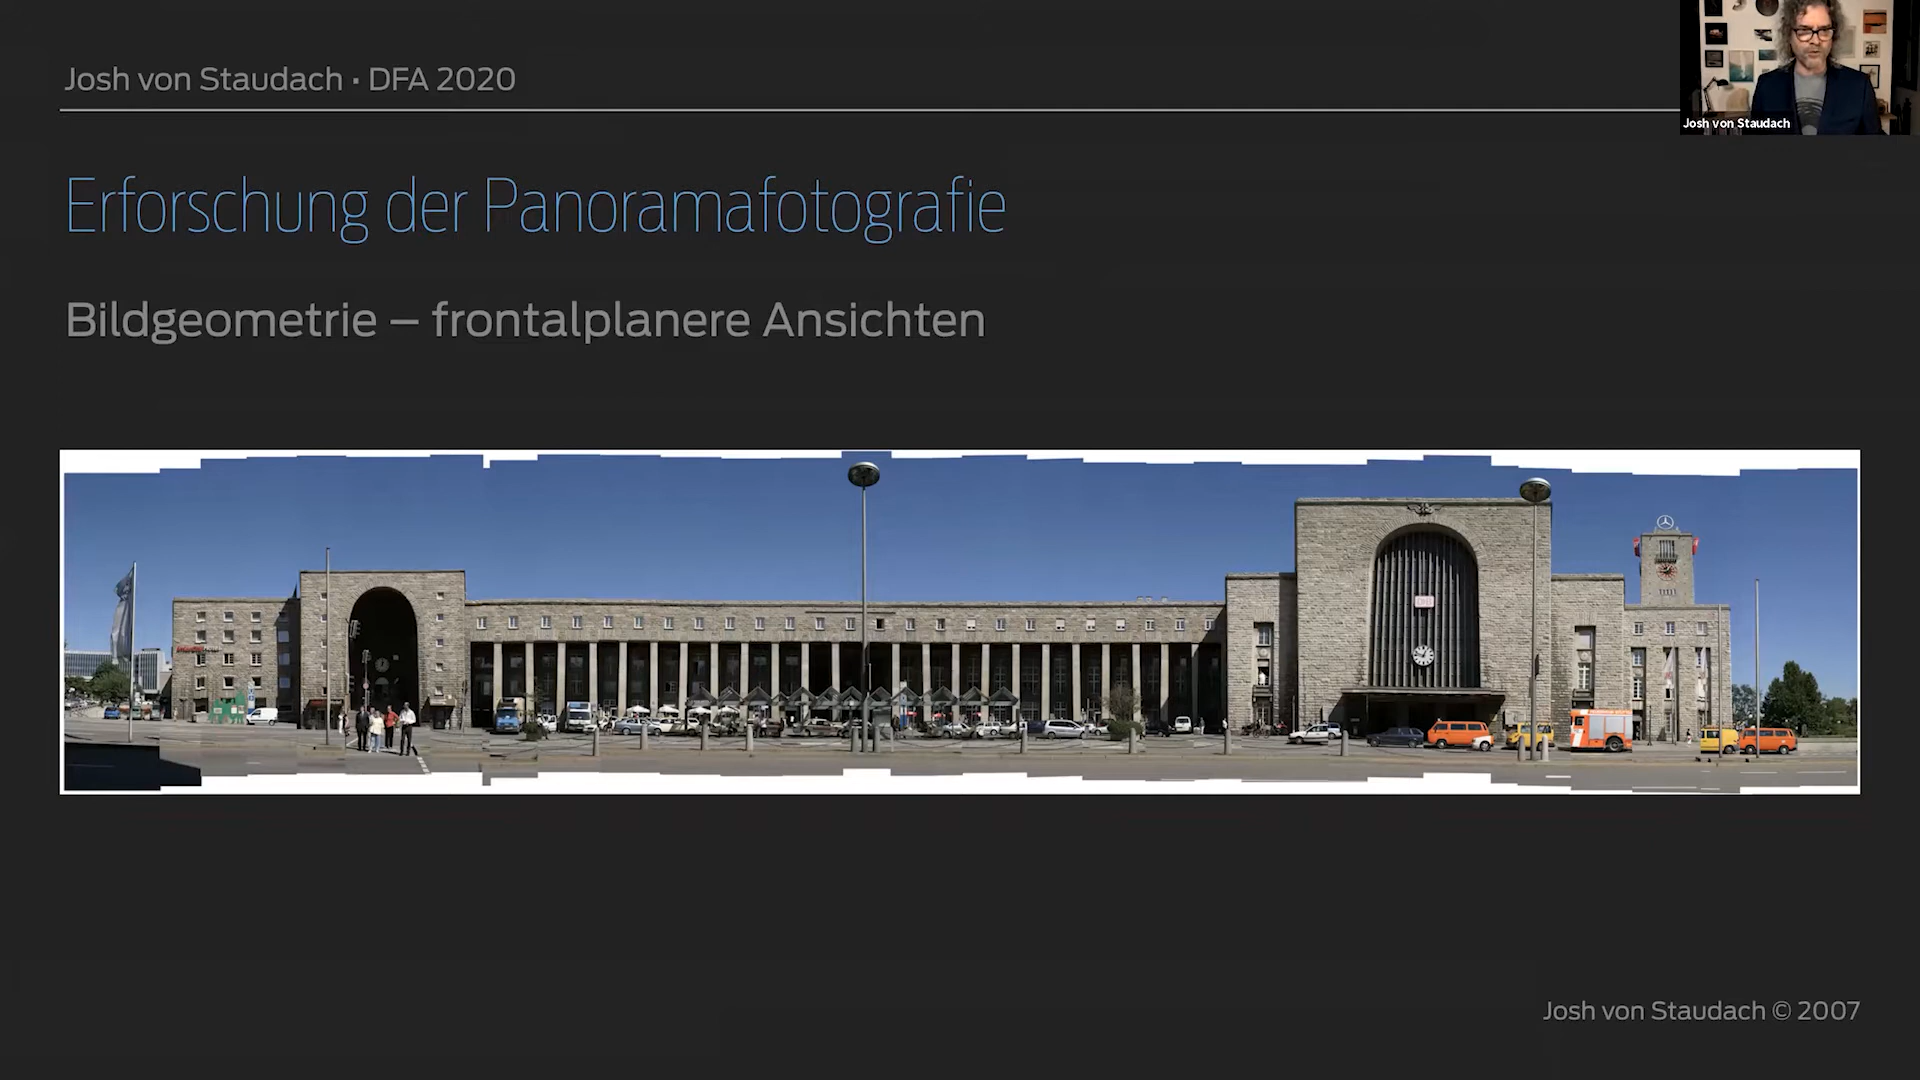 Josh von Staudach • DFA 2020
Josh von Staudach
Erforschung der Panoramafotografie
Bildgeometrie – frontalplanere Ansichten
Josh von Staudach © 2007